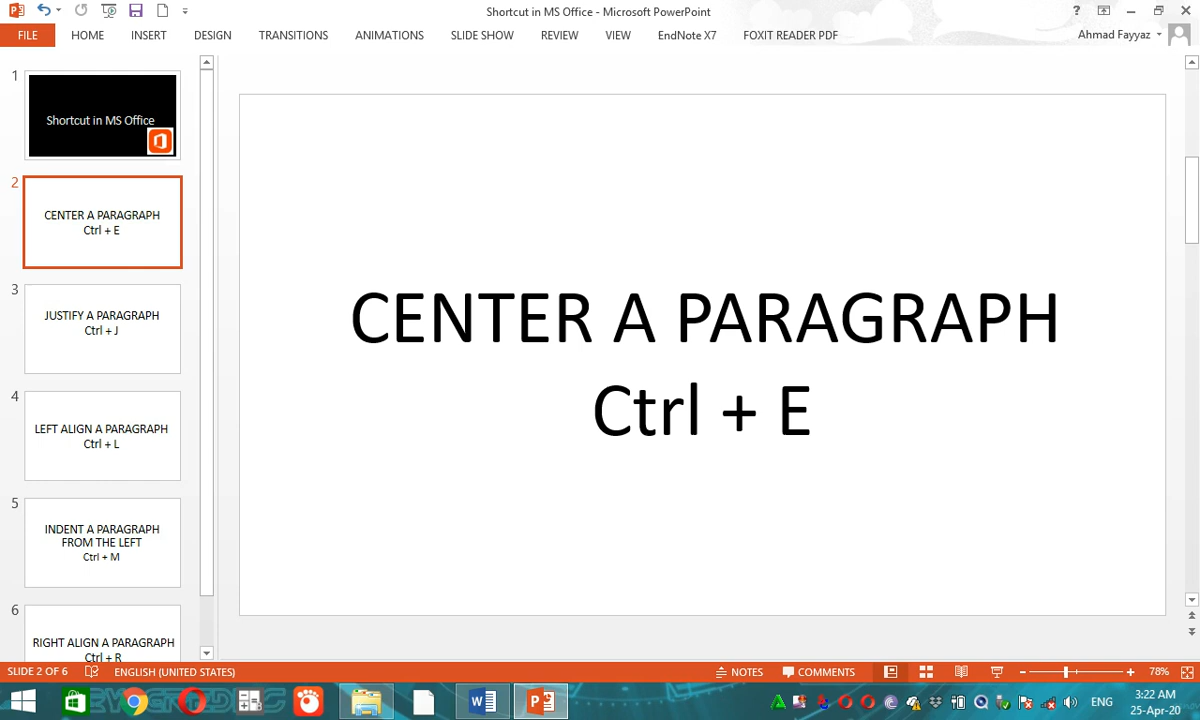 Shortcut in MS Office - Microsoft PowerPoint
?
FILE HOME INSERT DESIGN TRANSITIONS ANIMATIONS SLIDE SHOW REVIEW VIEW EndNote X7 FOXIT READER PDF Ahmad Fayyaz
1
Shortcut in MS Office
2
CENTER A PARAGRAPH
Ctrl + E
3
JUSTIFY A PARAGRAPH
Ctrl + J
4
LEFT ALIGN A PARAGRAPH
Ctrl + L
5
INDENT A PARAGRAPH
FROM THE LEFT
Ctrl + M
6
RIGHT ALIGN A PARAGRAPH
Ctrl + R
CENTER A PARAGRAPH
Ctrl + E
SLIDE 2 OF 6 ENGLISH (UNITED STATES) NOTES COMMENTS 78%
ENG
3:22 AM
25-Apr-20